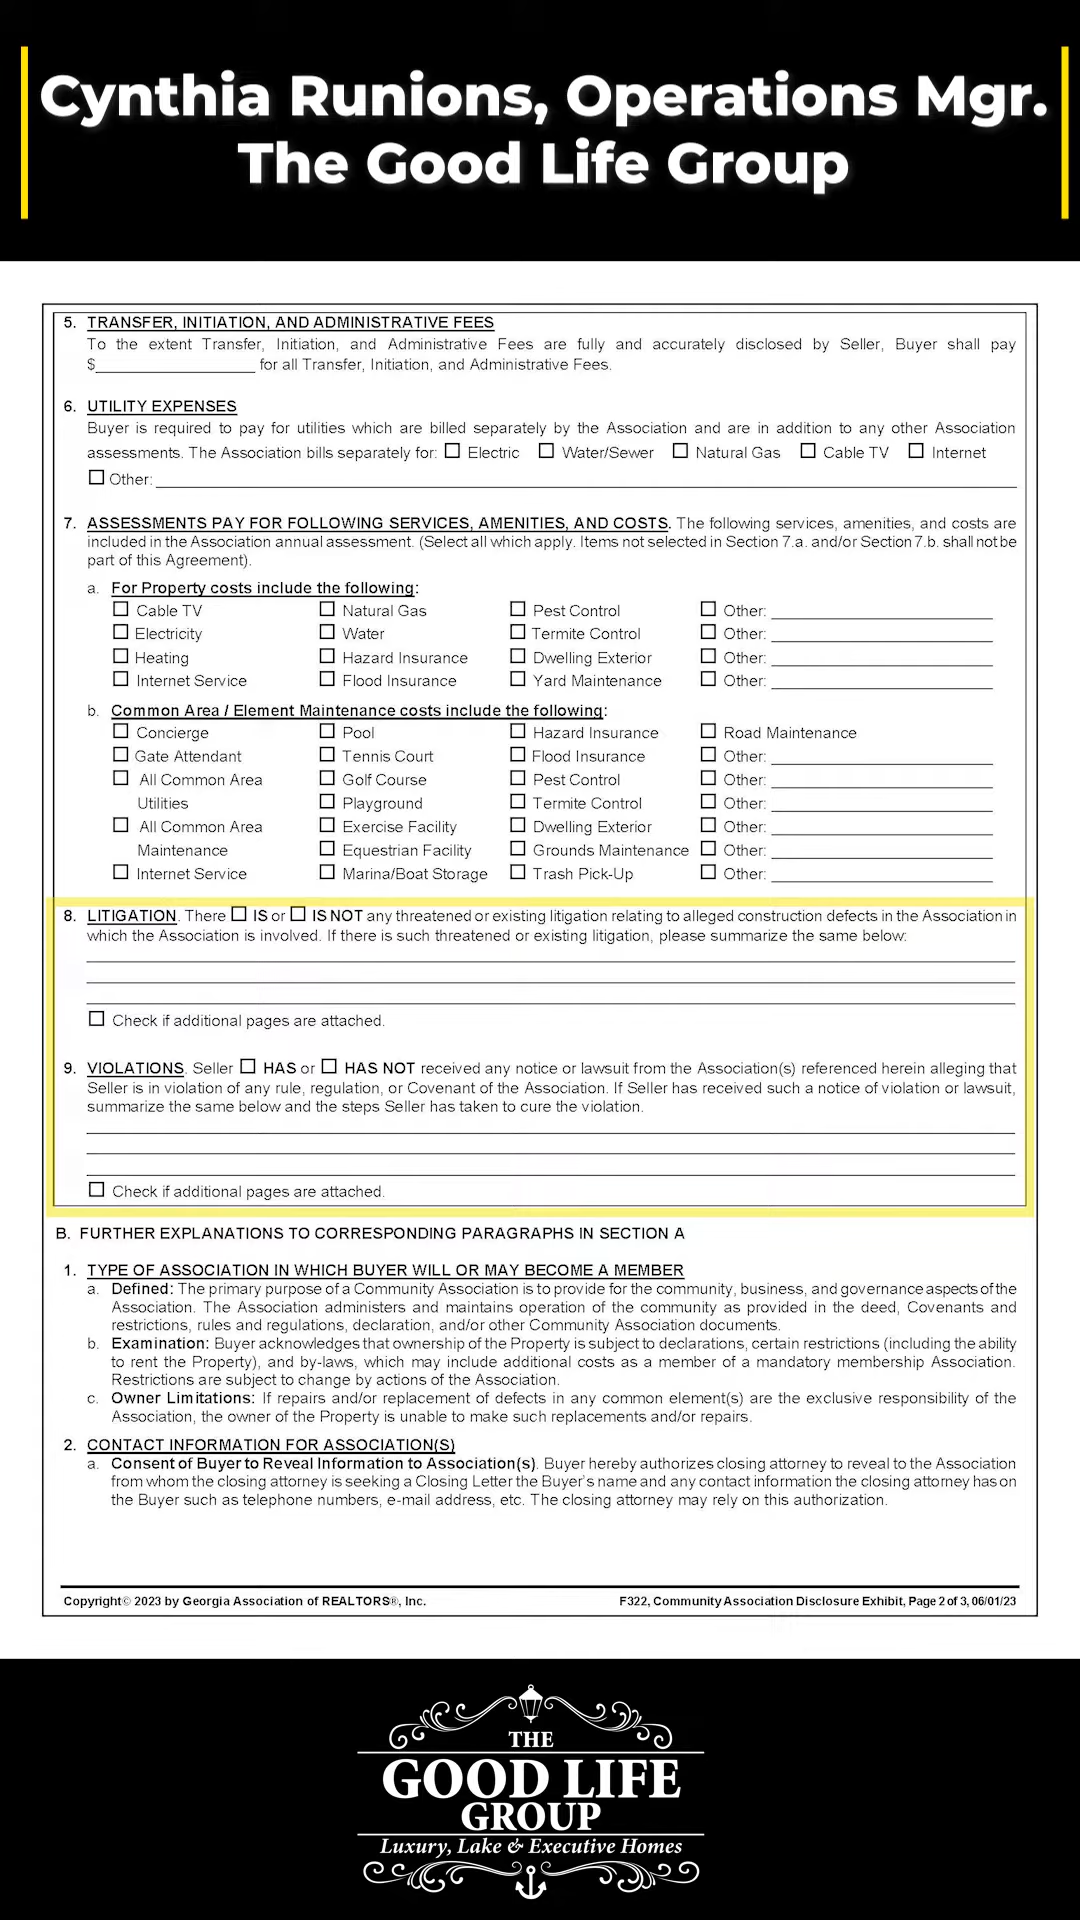 Cynthia Runions, Operations Mgr.
The Good Life Group
5. TRANSFER, INITIATION, AND ADMINISTRATIVE FEES
To the extent Transfer, Initiation, and Administrative Fees are fully and accurately disclosed by Seller, Buyer shall pay
$____________________ for all Transfer, Initiation, and Administrative Fees.
6. UTILITY EXPENSES
Buyer is required to pay for utilities which are billed separately by the Association and are in addition to any other Association
assessments. The Association bills separately for: ☐ Electric ☐ Water/Sewer ☐ Natural Gas ☐ Cable TV ☐ Internet
☐ Other: ____________________
7. ASSESSMENTS PAY FOR FOLLOWING SERVICES, AMENITIES, AND COSTS. The following services, amenities, and costs are
included in the Association annual assessment. (Select all which apply. Items not selected in Section 7.a. and/or Section 7.b. shall not be
part of this Agreement).
a. For Property costs include the following:
☐ Cable TV ☐ Natural Gas ☐ Pest Control ☐ Other: ____________________
☐ Electricity ☐ Water ☐ Termite Control ☐ Other: ____________________
☐ Heating ☐ Hazard Insurance ☐ Dwelling Exterior ☐ Other: ____________________
☐ Internet Service ☐ Flood Insurance ☐ Yard Maintenance ☐ Other: ____________________
b. Common Area / Element Maintenance costs include the following:
☐ Concierge ☐ Pool ☐ Hazard Insurance ☐ Road Maintenance
☐ Gate Attendant ☐ Tennis Court ☐ Flood Insurance ☐ Other: ____________________
☐ All Common Area ☐ Golf Course ☐ Pest Control ☐ Other: ____________________
Utilities ☐ Playground ☐ Termite Control ☐ Other: ____________________
☐ All Common Area ☐ Exercise Facility ☐ Dwelling Exterior ☐ Other: ____________________
Maintenance ☐ Equestrian Facility ☐ Grounds Maintenance ☐ Other: ____________________
☐ Internet Service ☐ Marina/Boat Storage ☐ Trash Pick-Up ☐ Other: ____________________
8. LITIGATION. There ☐ IS or ☐ IS NOT any threatened or existing litigation relating to alleged construction defects in the Association in
which the Association is involved. If there is such threatened or existing litigation, please summarize the same below:
☐ Check if additional pages are attached.
9. VIOLATIONS. Seller ☐ HAS or ☐ HAS NOT received any notice or lawsuit from the Association(s) referenced herein alleging that
Seller is in violation of any rule, regulation, or Covenant of the Association. If Seller has received such a notice of violation or lawsuit,
summarize the same below and the steps Seller has taken to cure the violation.
☐ Check if additional pages are attached.
B. FURTHER EXPLANATIONS TO CORRESPONDING PARAGRAPHS IN SECTION A
1. TYPE OF ASSOCIATION IN WHICH BUYER WILL OR MAY BECOME A MEMBER
a. Defined: The primary purpose of a Community Association is to provide for the community, business, and governance aspects of the
Association. The Association administers and maintains operation of the community as provided in the deed, Covenants and
restrictions, rules and regulations, declaration, and/or other Community Association documents.
b. Examination: Buyer acknowledges that ownership of the Property is subject to declarations, certain restrictions (including the ability
to rent the Property), and by-laws, which may include additional costs as a member of a mandatory membership Association.
Restrictions are subject to change by actions of the Association.
c. Owner Limitations: If repairs and/or replacement of defects in any common element(s) are the exclusive responsibility of the
Association, the owner of the Property is unable to make such replacements and/or repairs.
2. CONTACT INFORMATION FOR ASSOCIATION(S)
a. Consent of Buyer to Reveal Information to Association(s). Buyer hereby authorizes closing attorney to reveal to the Association
from whom the closing attorney is seeking a Closing Letter the Buyer's name and any contact information the closing attorney has on
the Buyer such as telephone numbers, e-mail address, etc. The closing attorney may rely on this authorization.
Copyright© 2023 by Georgia Association of REALTORS®, Inc. F322, Community Association Disclosure Exhibit, Page 2 of 3, 06/01/23
THE
GOOD LIFE
GROUP
Luxury, Lake & Executive Homes